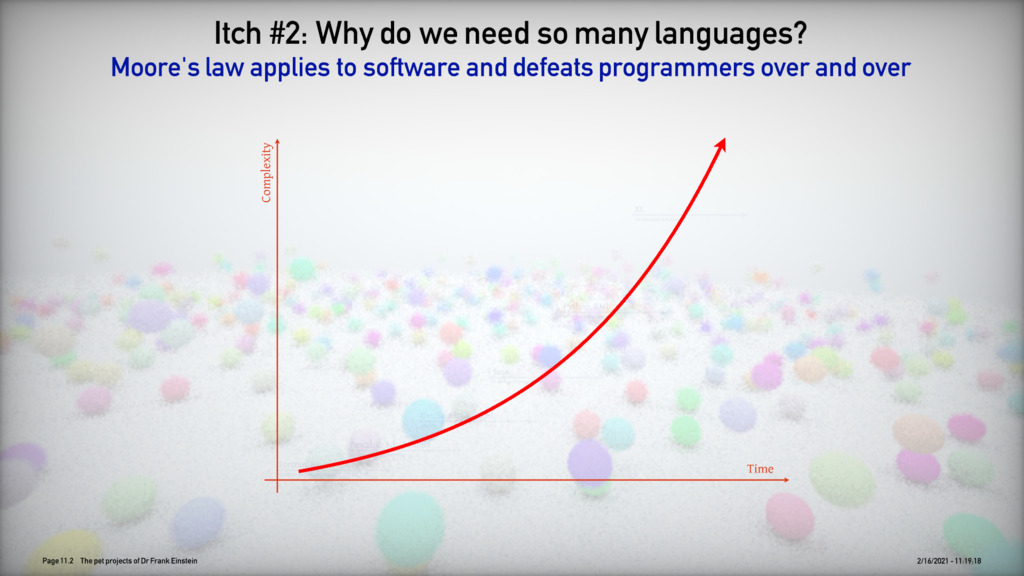 Itch #2: Why do we need so many languages?
Moore's law applies to software and defeats programmers over and over
Complexity
Time
Page 11.2 The pet projects of Dr Frank Einstein
2/16/2021 - 11:19:18